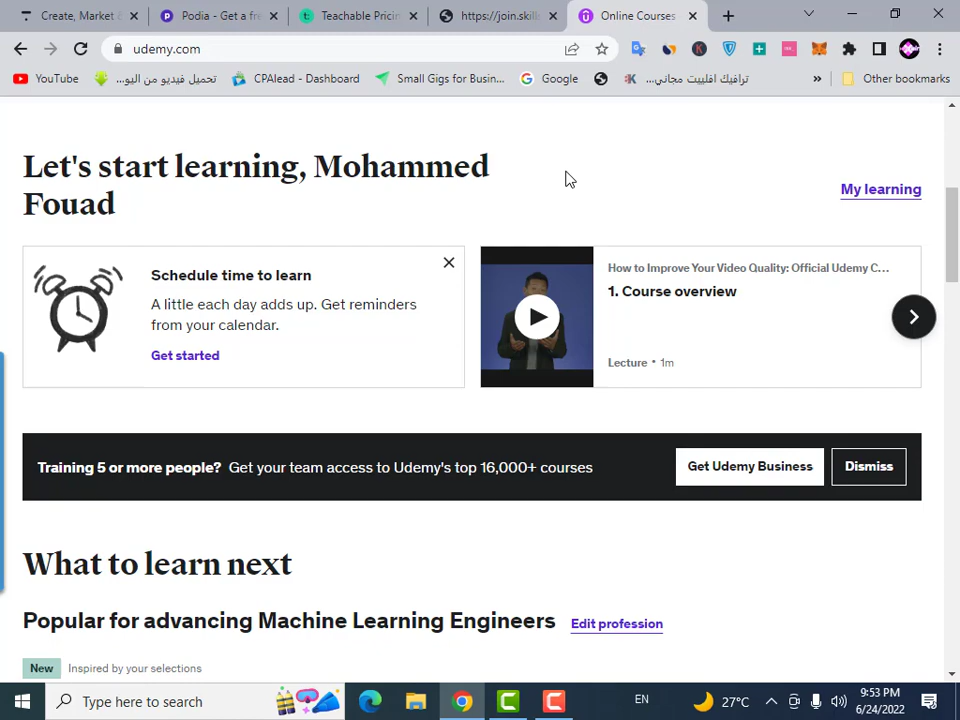 Create, Market &
Podia - Get a fre
Teachable Pricin
https://join.skills
Online Courses
udemy.com
YouTube
تحميل فيديو من اليو...
CPAlead - Dashboard
Small Gigs for Busin...
Google
ترافيك افلييت مجاني...
»
Other bookmarks
Let's start learning, Mohammed
Fouad
My learning
Schedule time to learn
A little each day adds up. Get reminders
from your calendar.
Get started
How to Improve Your Video Quality: Official Udemy C...
1. Course overview
Lecture • 1m
Training 5 or more people? Get your team access to Udemy's top 16,000+ courses
Get Udemy Business
Dismiss
What to learn next
Popular for advancing Machine Learning Engineers
Edit profession
New
Inspired by your selections
Type here to search
EN
27°C
9:53 PM
6/24/2022